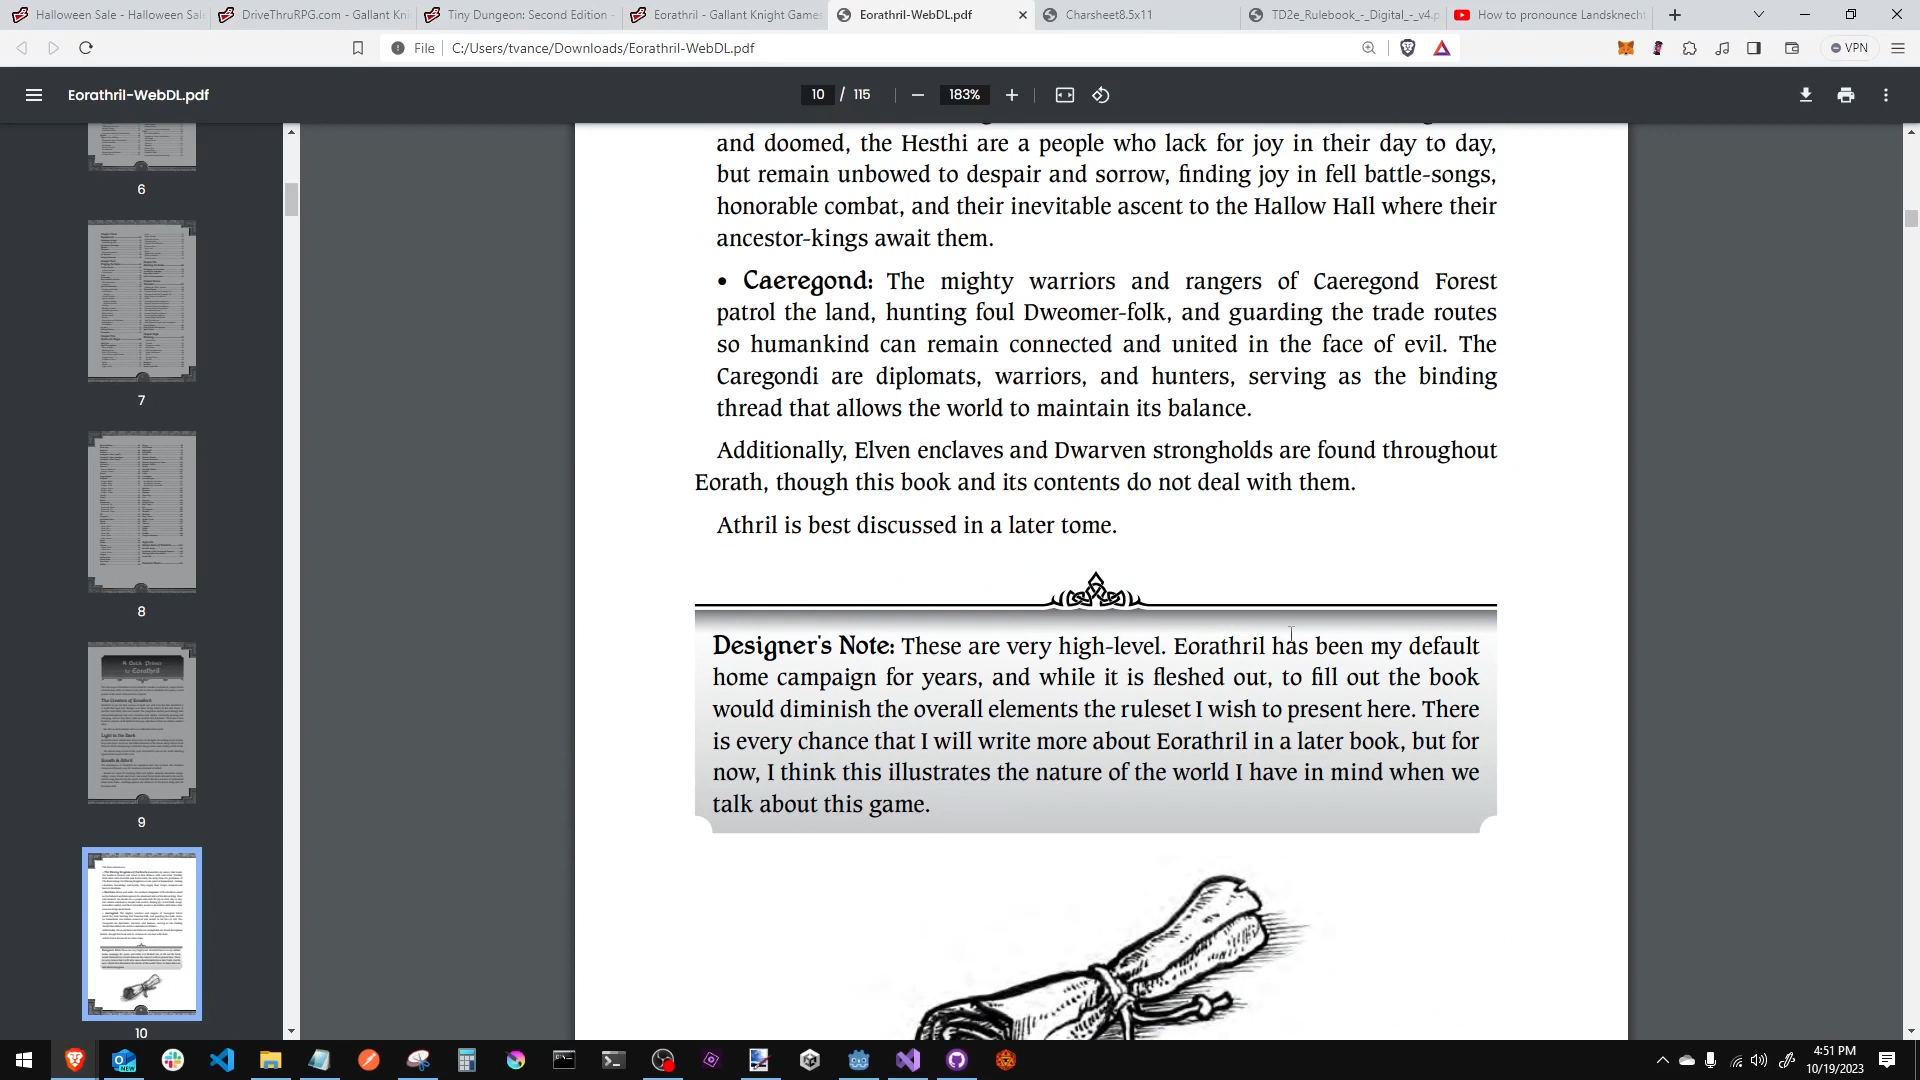 Halloween Sale - Halloween Sal
DriveThruRPG.com - Gallant Kni
Tiny Dungeon: Second Edition -
Eorathril - Gallant Knight Games
Eorathril-WebDL.pdf
Charsheet8.5x11
TD2e_Rulebook_-_Digital_-_v4.p
How to pronounce Landsknecht
File
C:/Users/tvance/Downloads/Eorathril-WebDL.pdf
VPN
Eorathril-WebDL.pdf
10 / 115
183%
and doomed, the Hesthi are a people who lack for joy in their day to day,
but remain unbowed to despair and sorrow, finding joy in fell battle-songs,
honorable combat, and their inevitable ascent to the Hallow Hall where their
ancestor-kings await them.
• Caeregond: The mighty warriors and rangers of Caeregond Forest
patrol the land, hunting foul Dweomer-folk, and guarding the trade routes
so humankind can remain connected and united in the face of evil. The
Caregondi are diplomats, warriors, and hunters, serving as the binding
thread that allows the world to maintain its balance.
Additionally, Elven enclaves and Dwarven strongholds are found throughout
Eorath, though this book and its contents do not deal with them.
Athril is best discussed in a later tome.
Designer's Note: These are very high-level. Eorathril has been my default
home campaign for years, and while it is fleshed out, to fill out the book
would diminish the overall elements the ruleset I wish to present here. There
is every chance that I will write more about Eorathril in a later book, but for
now, I think this illustrates the nature of the world I have in mind when we
talk about this game.
6
7
8
A Quick Primer
to Eorathril
9
10
NEW
4:51 PM
10/19/2023